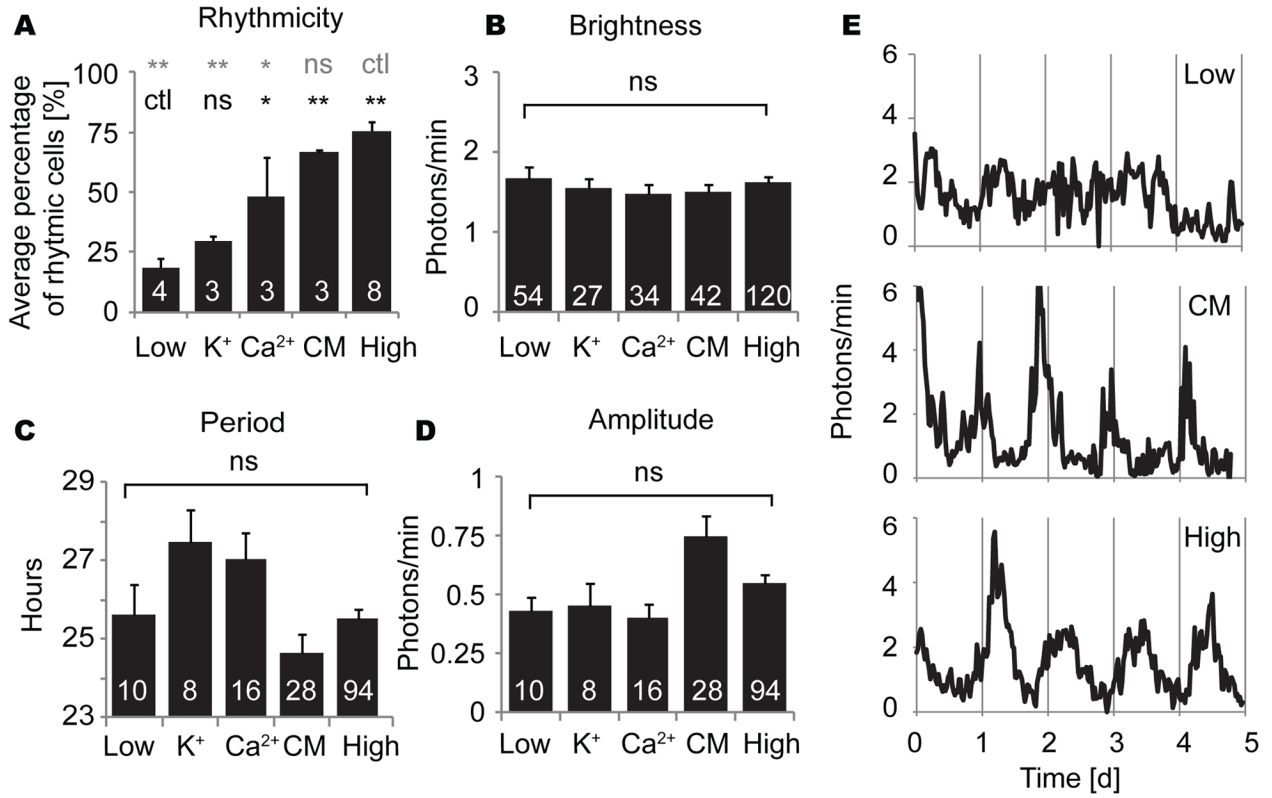 A
Rhythmicity
Average percentage
of rhytmic cells [%]
** ** * ns ctl
ctl ns * ** **
100
75
50
25
0
4 3 3 3 8
Low K⁺ Ca²⁺ CM High
B
Brightness
ns
Photons/min
3
2
1
0
54 27 34 42 120
Low K⁺ Ca²⁺ CM High
C
Period
ns
Hours
29
27
25
23
10 8 16 28 94
Low K⁺ Ca²⁺ CM High
D
Amplitude
ns
Photons/min
1
0.75
0.5
0.25
0
10 8 16 28 94
Low K⁺ Ca²⁺ CM High
E
Photons/min
6
4
2
0
Low
6
4
2
0
CM
6
4
2
0
High
0 1 2 3 4 5
Time [d]